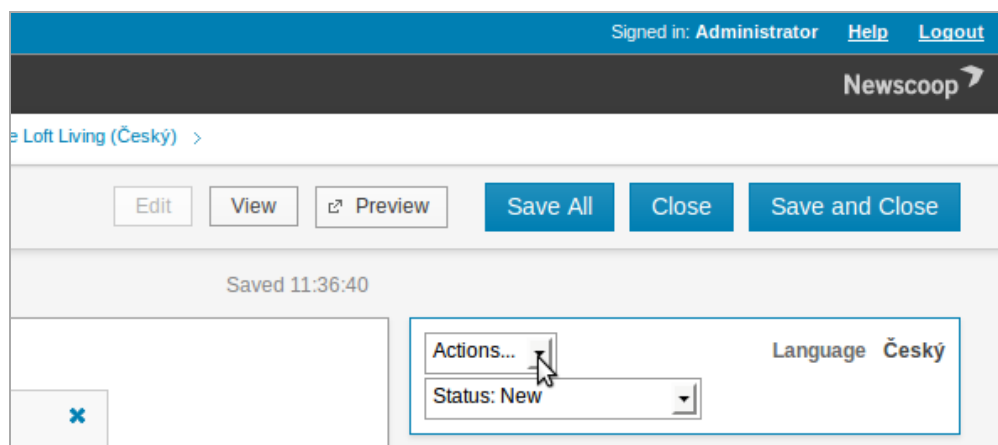 Signed in: Administrator Help Logout
Newscoop
e Loft Living (Český) >
Edit View Preview Save All Close Save and Close
Saved 11:36:40
Actions... Language Český
Status: New